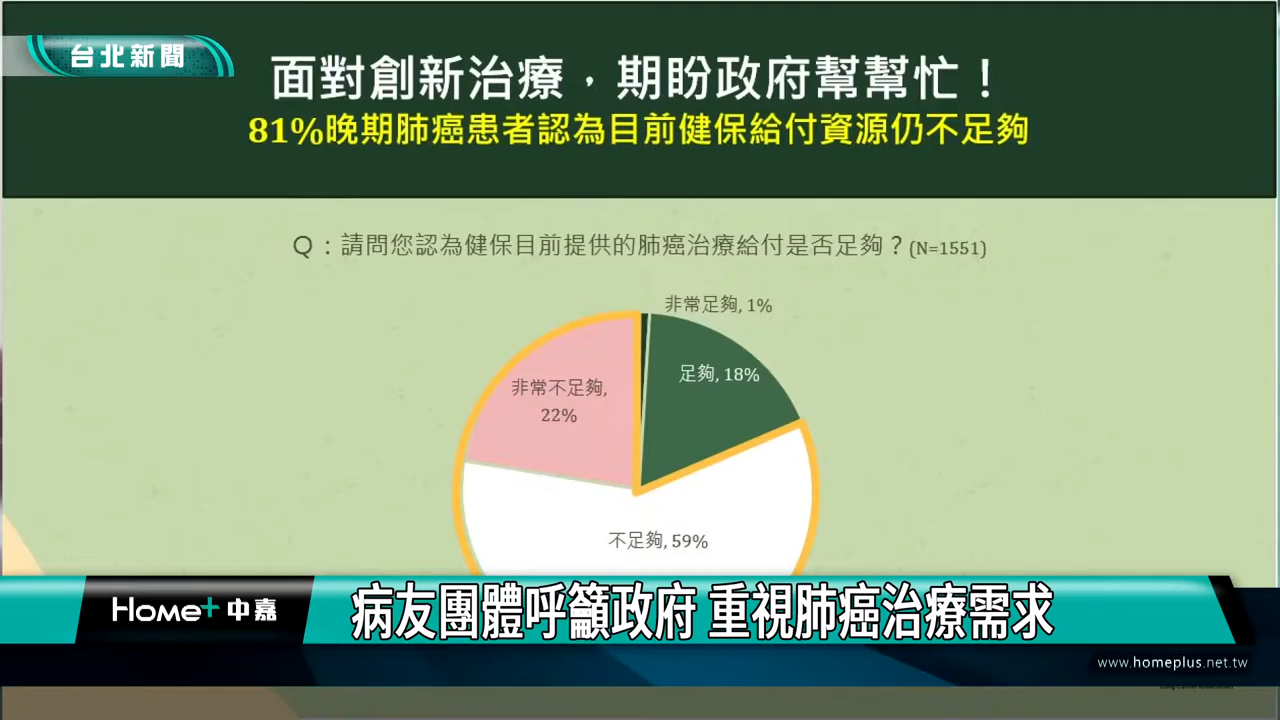 台北新聞
面對創新治療，期盼政府幫幫忙！
81%晚期肺癌患者認為目前健保給付資源仍不足夠
Q：請問您認為健保目前提供的肺癌治療給付是否足夠？(N=1551)
非常足夠, 1%
足夠, 18%
非常不足夠,
22%
不足夠, 59%
Home+中嘉
病友團體呼籲政府 重視肺癌治療需求
www.homeplus.net.tw